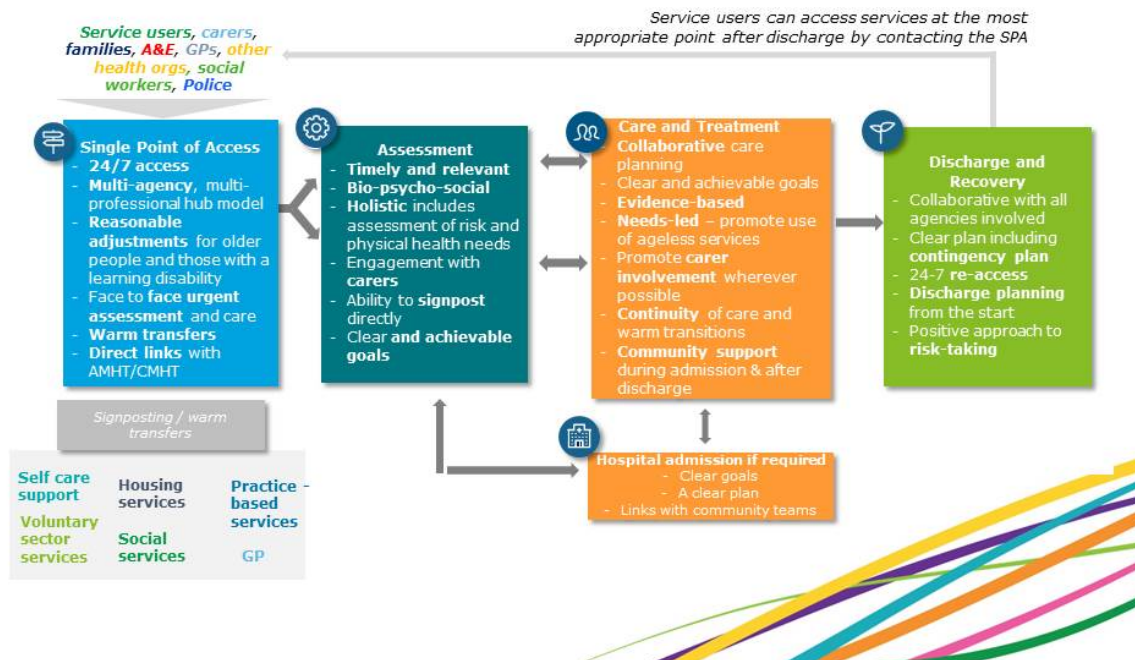 Service users can access services at the most
appropriate point after discharge by contacting the SPA
Service users, carers,
families, A&E, GPs, other
health orgs, social
workers, Police
Single Point of Access
- 24/7 access
- Multi-agency, multi-
professional hub model
- Reasonable
adjustments for older
people and those with a
learning disability
- Face to face urgent
assessment and care
- Warm transfers
- Direct links with
AMHT/CMHT
Assessment
- Timely and relevant
- Bio-psycho-social
- Holistic includes
assessment of risk and
physical health needs
- Engagement with
carers
- Ability to signpost
directly
- Clear and achievable
goals
Care and Treatment
- Collaborative care
planning
- Clear and achievable goals
- Evidence-based
- Needs-led – promote use
of ageless services
- Promote carer
involvement wherever
possible
- Continuity of care and
warm transitions
- Community support
during admission & after
discharge
Discharge and
Recovery
- Collaborative with all
agencies involved
- Clear plan including
contingency plan
- 24-7 re-access
- Discharge planning
from the start
- Positive approach to
risk-taking
Signposting / warm
transfers
Self care
support
Housing
services
Practice -
based
services
Voluntary
sector
services
Social
services
GP
Hospital admission if required
- Clear goals
- A clear plan
- Links with community teams